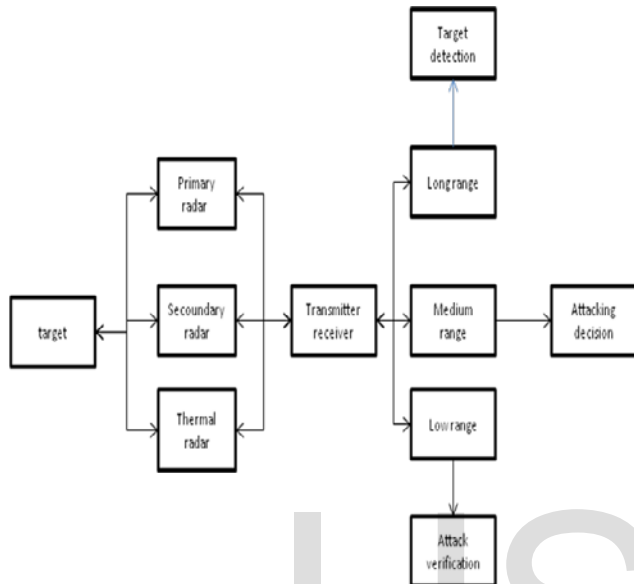 Target
detection
Primary
radar
Long range
target
Secoundary
radar
Transmitter
receiver
Medium
range
Attacking
decision
Thermal
radar
Low range
Attack
verification